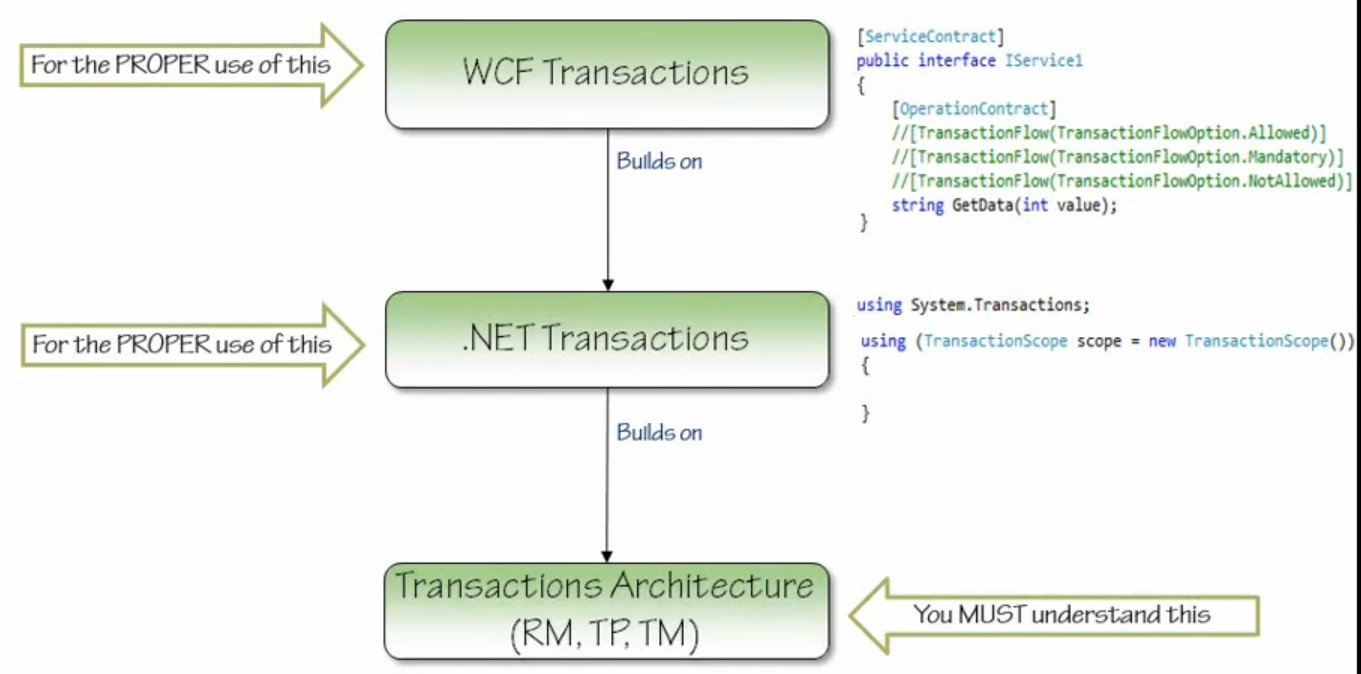 For the PROPER use of this
WCF Transactions
[ServiceContract]
public interface IService1
{
[OperationContract]
//[TransactionFlow(TransactionFlowOption.Allowed)]
//[TransactionFlow(TransactionFlowOption.Mandatory)]
//[TransactionFlow(TransactionFlowOption.NotAllowed)]
string GetData(int value);
}
Builds on
For the PROPER use of this
.NET Transactions
using System.Transactions;
using (TransactionScope scope = new TransactionScope())
{
}
Builds on
Transactions Architecture
(RM, TP, TM)
You MUST understand this